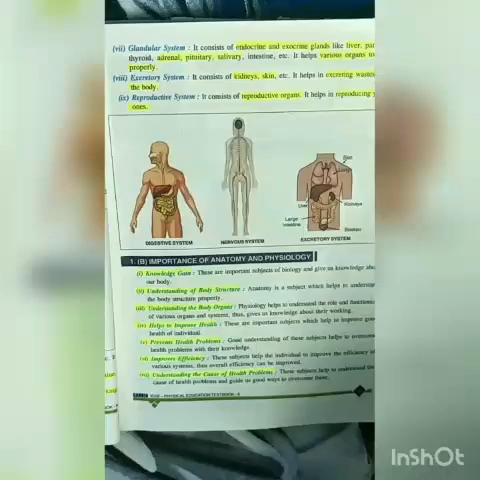 (vii) Glandular System : It consists of endocrine and exocrine glands like liver,
thyroid, adrenal, pituitary, salivary, intestine, etc. It helps various organs
properly.
(viii) Excretory System : It consists of kidneys, skin, etc. It helps in excreting
the body.
(ix) Reproductive System : It consists of reproductive organs. It helps in reproducing
ones.
Skin
Lungs
Liver
Kidneys
Large
intestine
Bladder
DIGESTIVE SYSTEM
NERVOUS SYSTEM
EXCRETORY SYSTEM
1. (B) IMPORTANCE OF ANATOMY AND PHYSIOLOGY
(i) Knowledge Gain : These are important subjects of biology and give us knowledge
our body.
(ii) Understanding of Body Structure : Anatomy is a subject which helps to
the body structure properly.
(iii) Understanding the Body Organs : Physiology helps to understand the role and
of various organs and systems, thus, gives us knowledge about their working.
(iv) Helps to Improve Health : These are important subjects which help to improve
health of individual.
(v) Prevents Health Problems : Good understanding of these subjects helps to
health problems with their knowledge.
(vi) Improves Efficiency : These subjects help the individual to improve the efficiency
various systems, thus overall efficiency can be improved.
(vii) Understanding the Cause of Health Problems : These subjects help to understand
cause of health problems and guide us good ways to overcome them.
PHYSICAL EDUCATION TEXTBOOK
InShOt